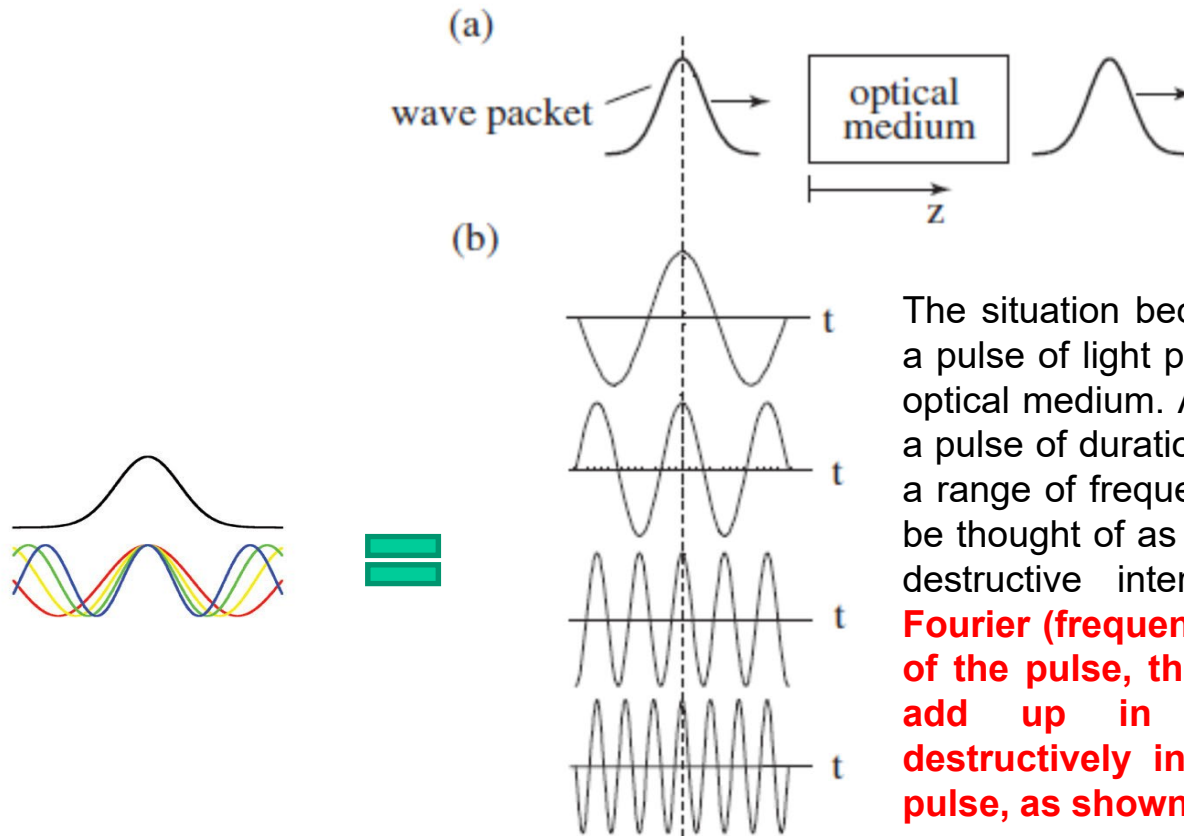 (a)
wave packet
optical
medium
z
(b)
t
t
t
t
The situation bec
a pulse of light p
optical medium. A
a pulse of duratio
a range of freque
be thought of as
destructive inter
Fourier (frequen
of the pulse, th
add up in
destructively in
pulse, as shown